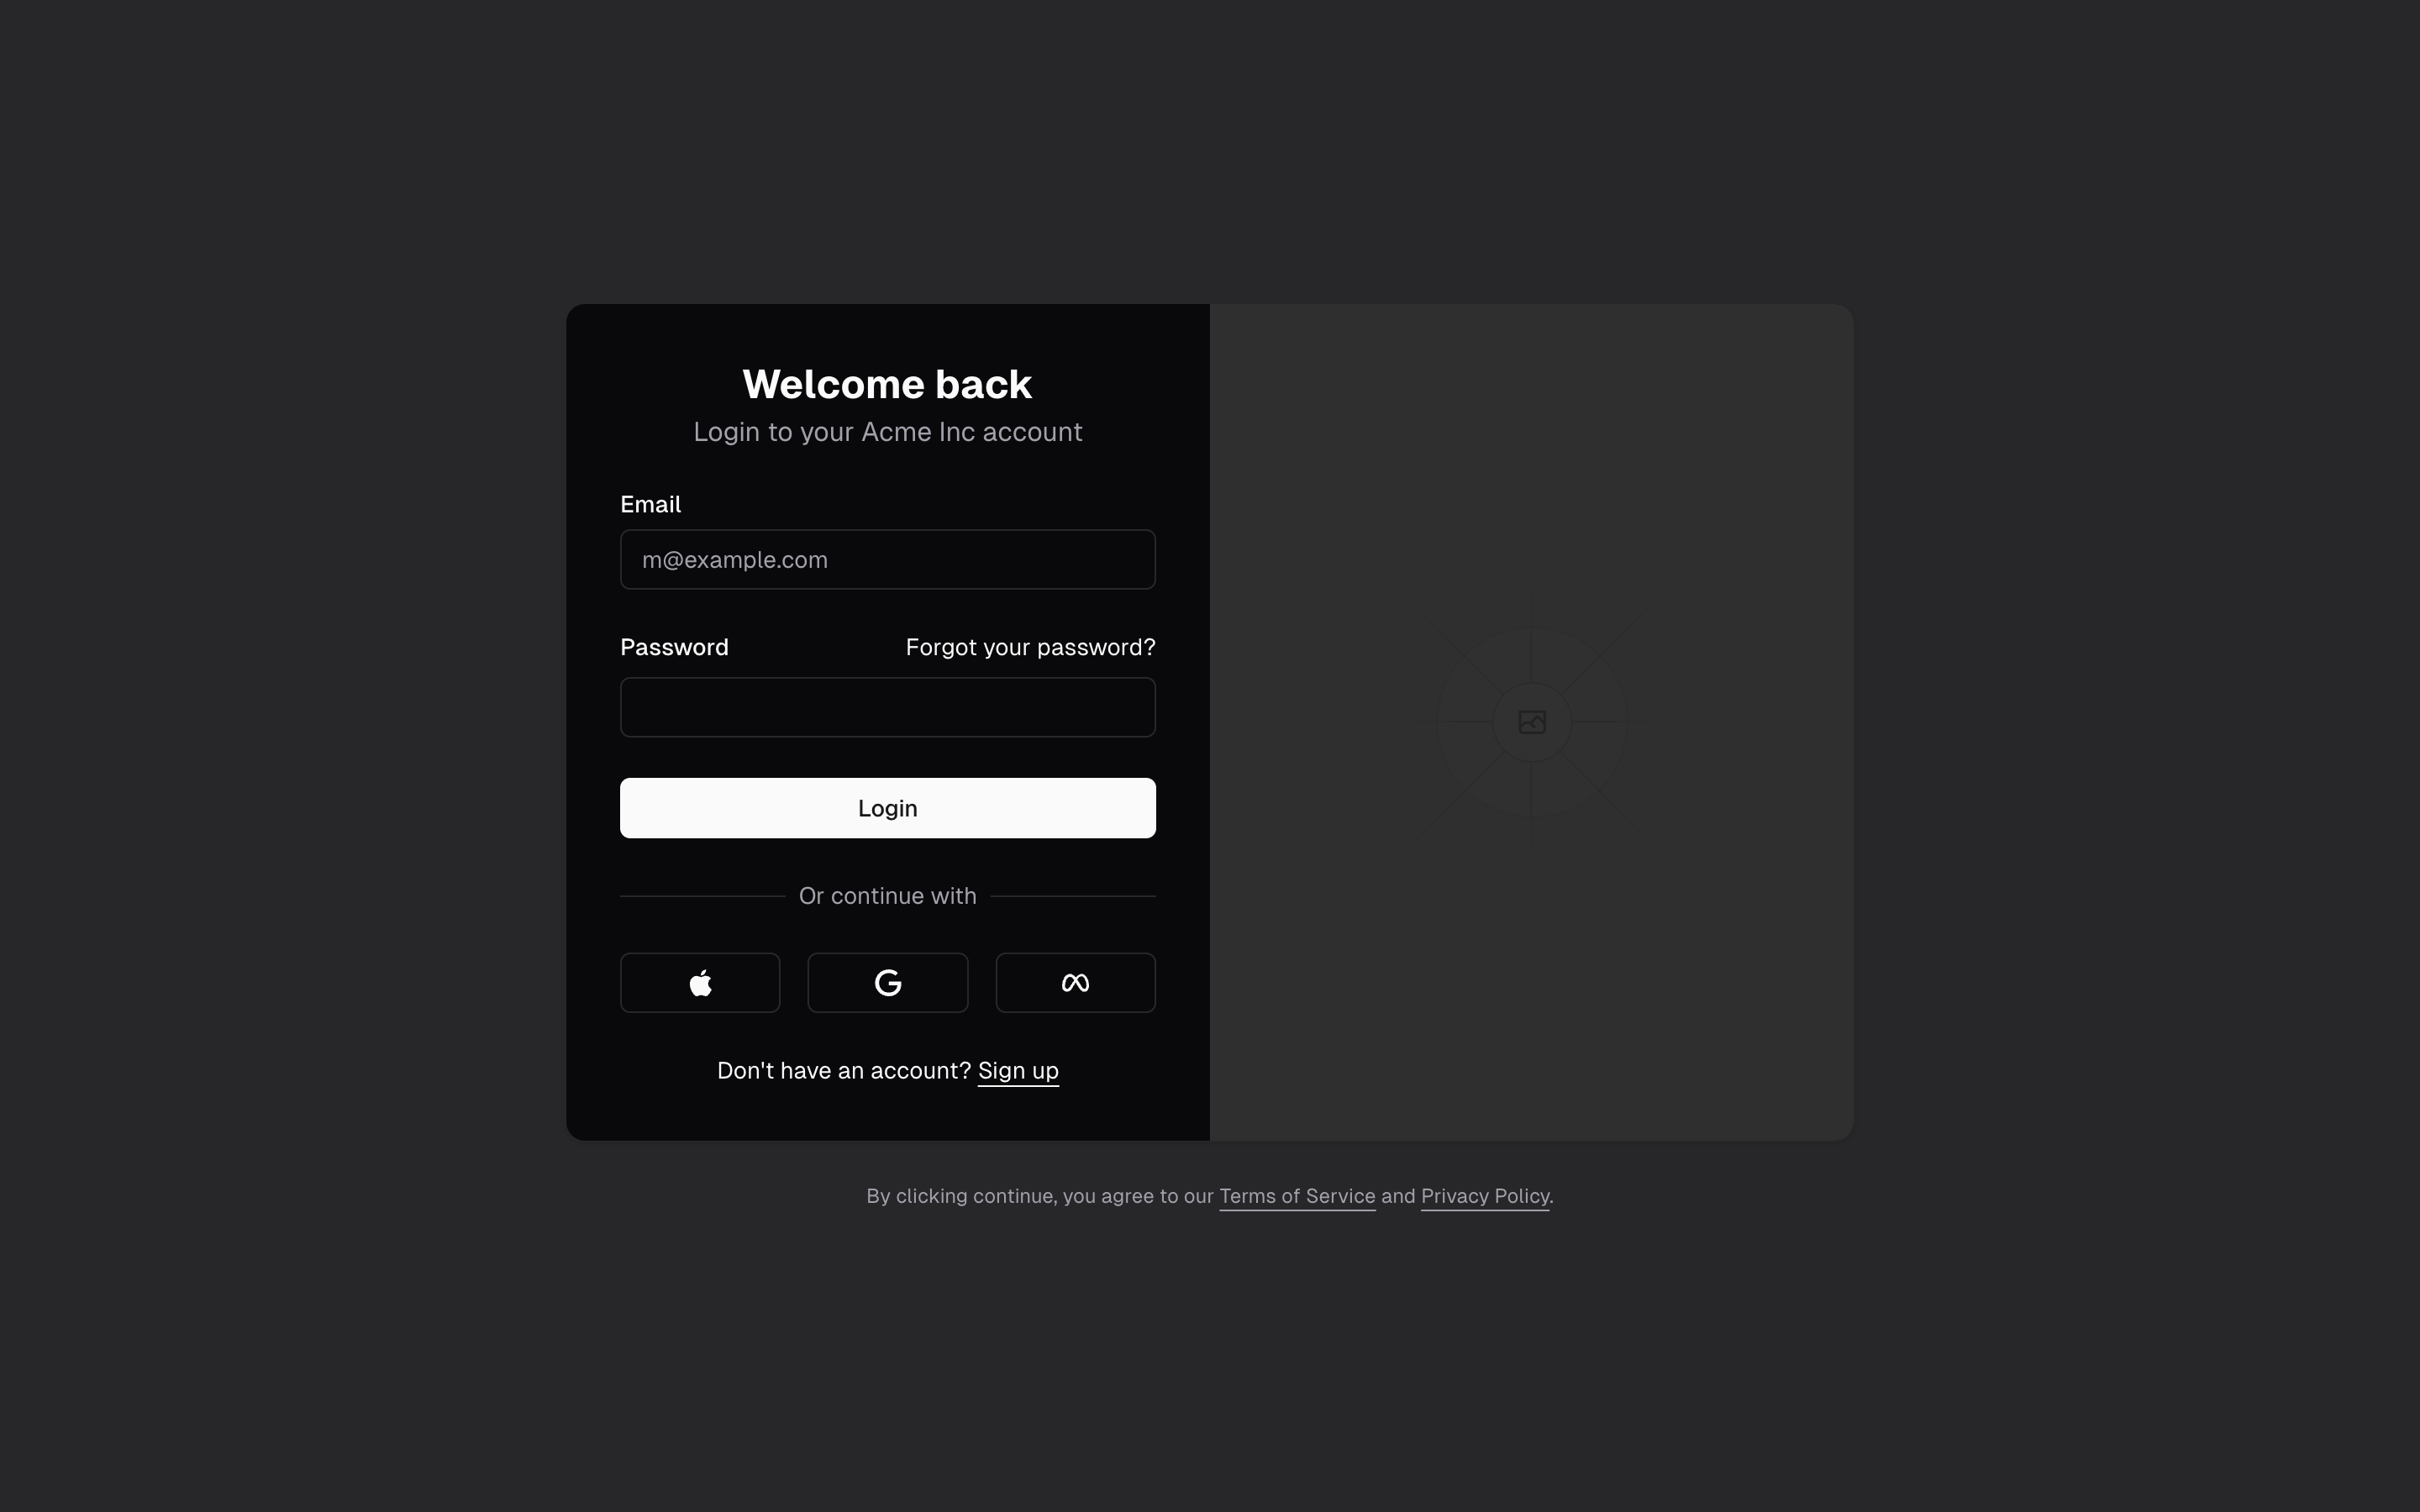 Welcome back
Login to your Acme Inc account
Email
m@example.com
Password
Forgot your password?
Login
Or continue with
Don't have an account? Sign up
By clicking continue, you agree to our Terms of Service and Privacy Policy.